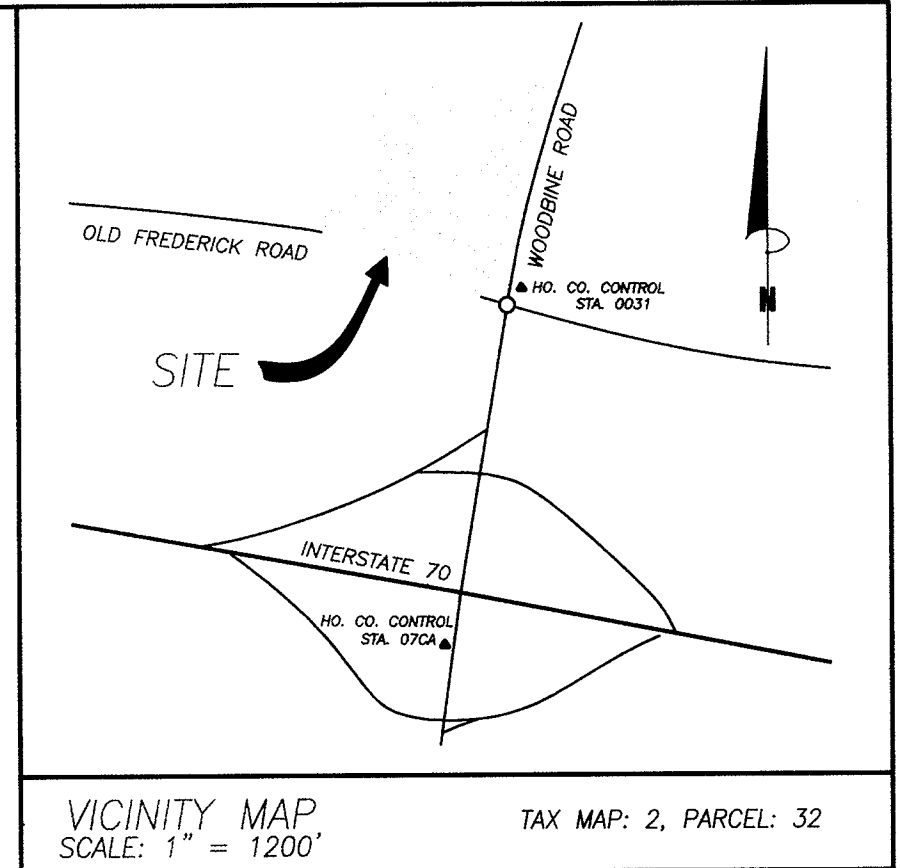 WOODBINE ROAD
OLD FREDERICK ROAD
HO. CO. CONTROL
STA. 0031
N
SITE
INTERSTATE 70
HO. CO. CONTROL
STA. 07CA
VICINITY MAP
SCALE: 1" = 1200'
TAX MAP: 2, PARCEL: 32